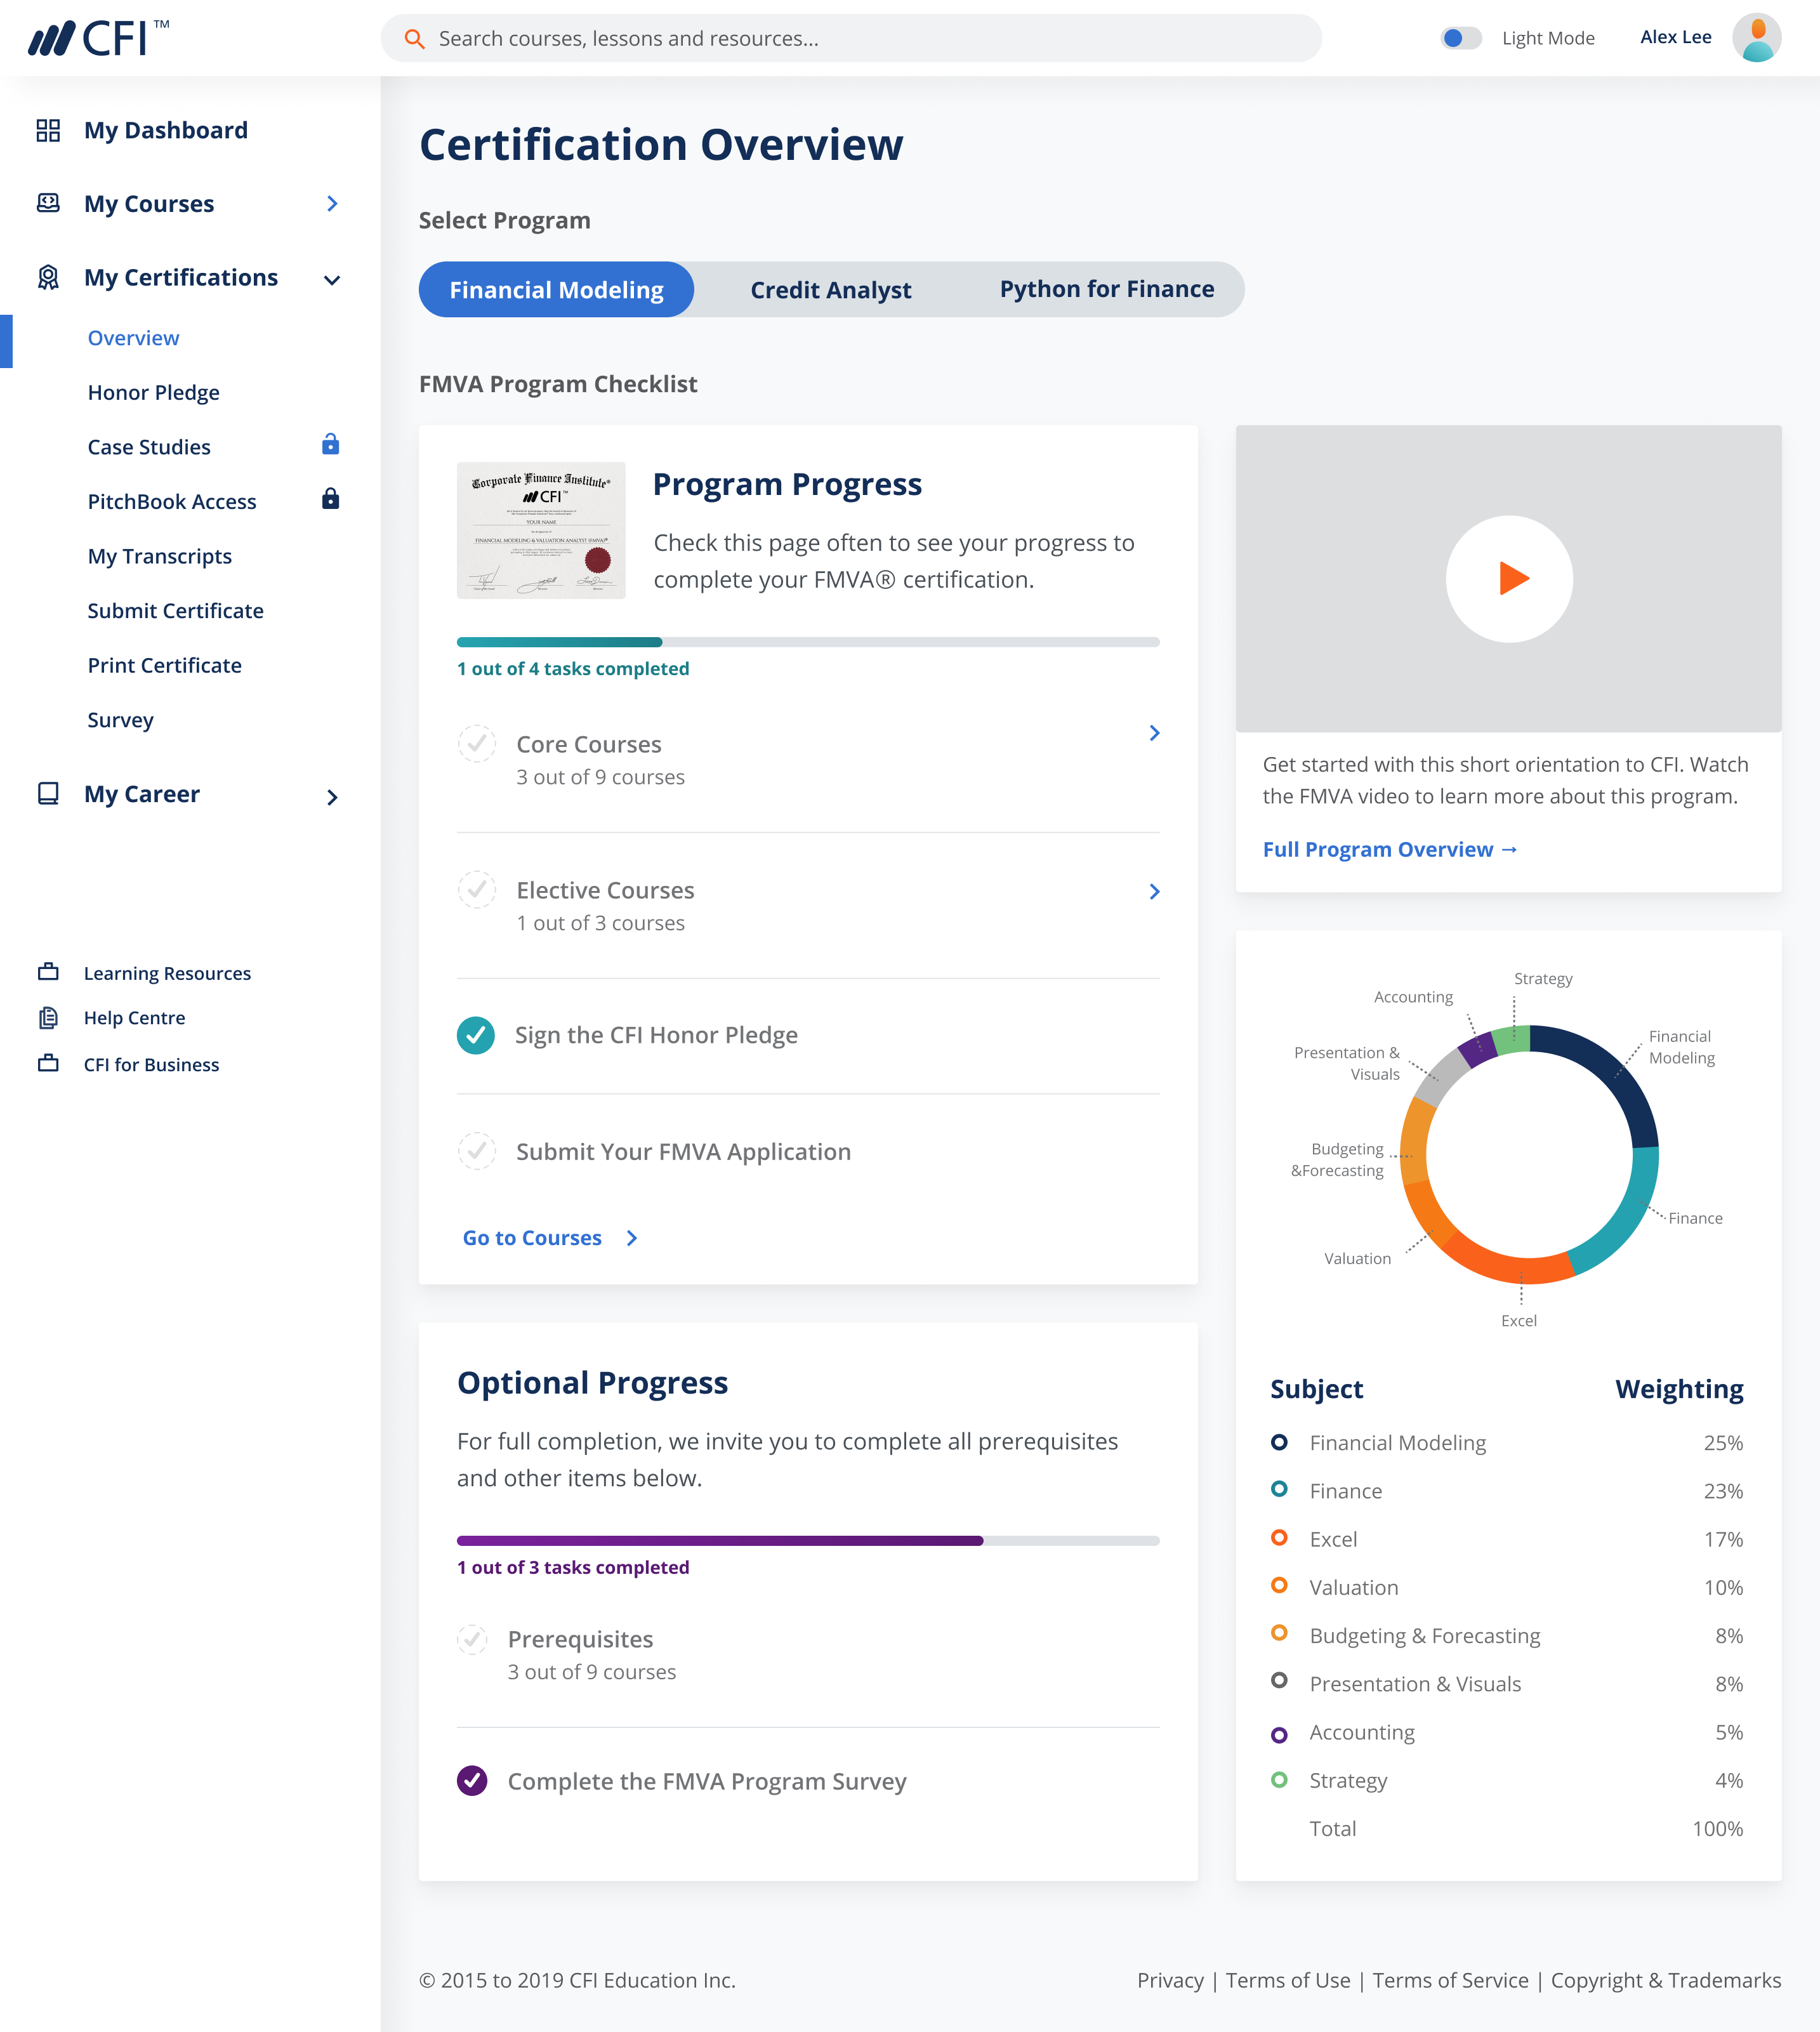 CFI™
Search courses, lessons and resources...
Light Mode
Alex Lee
My Dashboard
My Courses
My Certifications
Overview
Honor Pledge
Case Studies
PitchBook Access
My Transcripts
Submit Certificate
Print Certificate
Survey
My Career
Learning Resources
Help Centre
CFI for Business
Certification Overview
Select Program
Financial Modeling
Credit Analyst
Python for Finance
FMVA Program Checklist
Corporate Finance Institute®
CFI™
YOUR NAME
FINANCIAL MODELING & VALUATION ANALYST (FMVA)®
Program Progress
Check this page often to see your progress to
complete your FMVA® certification.
1 out of 4 tasks completed
Core Courses
3 out of 9 courses
Elective Courses
1 out of 3 courses
Sign the CFI Honor Pledge
Submit Your FMVA Application
Go to Courses
Optional Progress
For full completion, we invite you to complete all prerequisites
and other items below.
1 out of 3 tasks completed
Prerequisites
3 out of 9 courses
Complete the FMVA Program Survey
Get started with this short orientation to CFI. Watch
the FMVA video to learn more about this program.
Full Program Overview →
Strategy
Accounting
Financial
Modeling
Presentation &
Visuals
Budgeting
&Forecasting
Finance
Valuation
Excel
Subject Weighting
Financial Modeling 25%
Finance 23%
Excel 17%
Valuation 10%
Budgeting & Forecasting 8%
Presentation & Visuals 8%
Accounting 5%
Strategy 4%
Total 100%
© 2015 to 2019 CFI Education Inc.
Privacy | Terms of Use | Terms of Service | Copyright & Trademarks